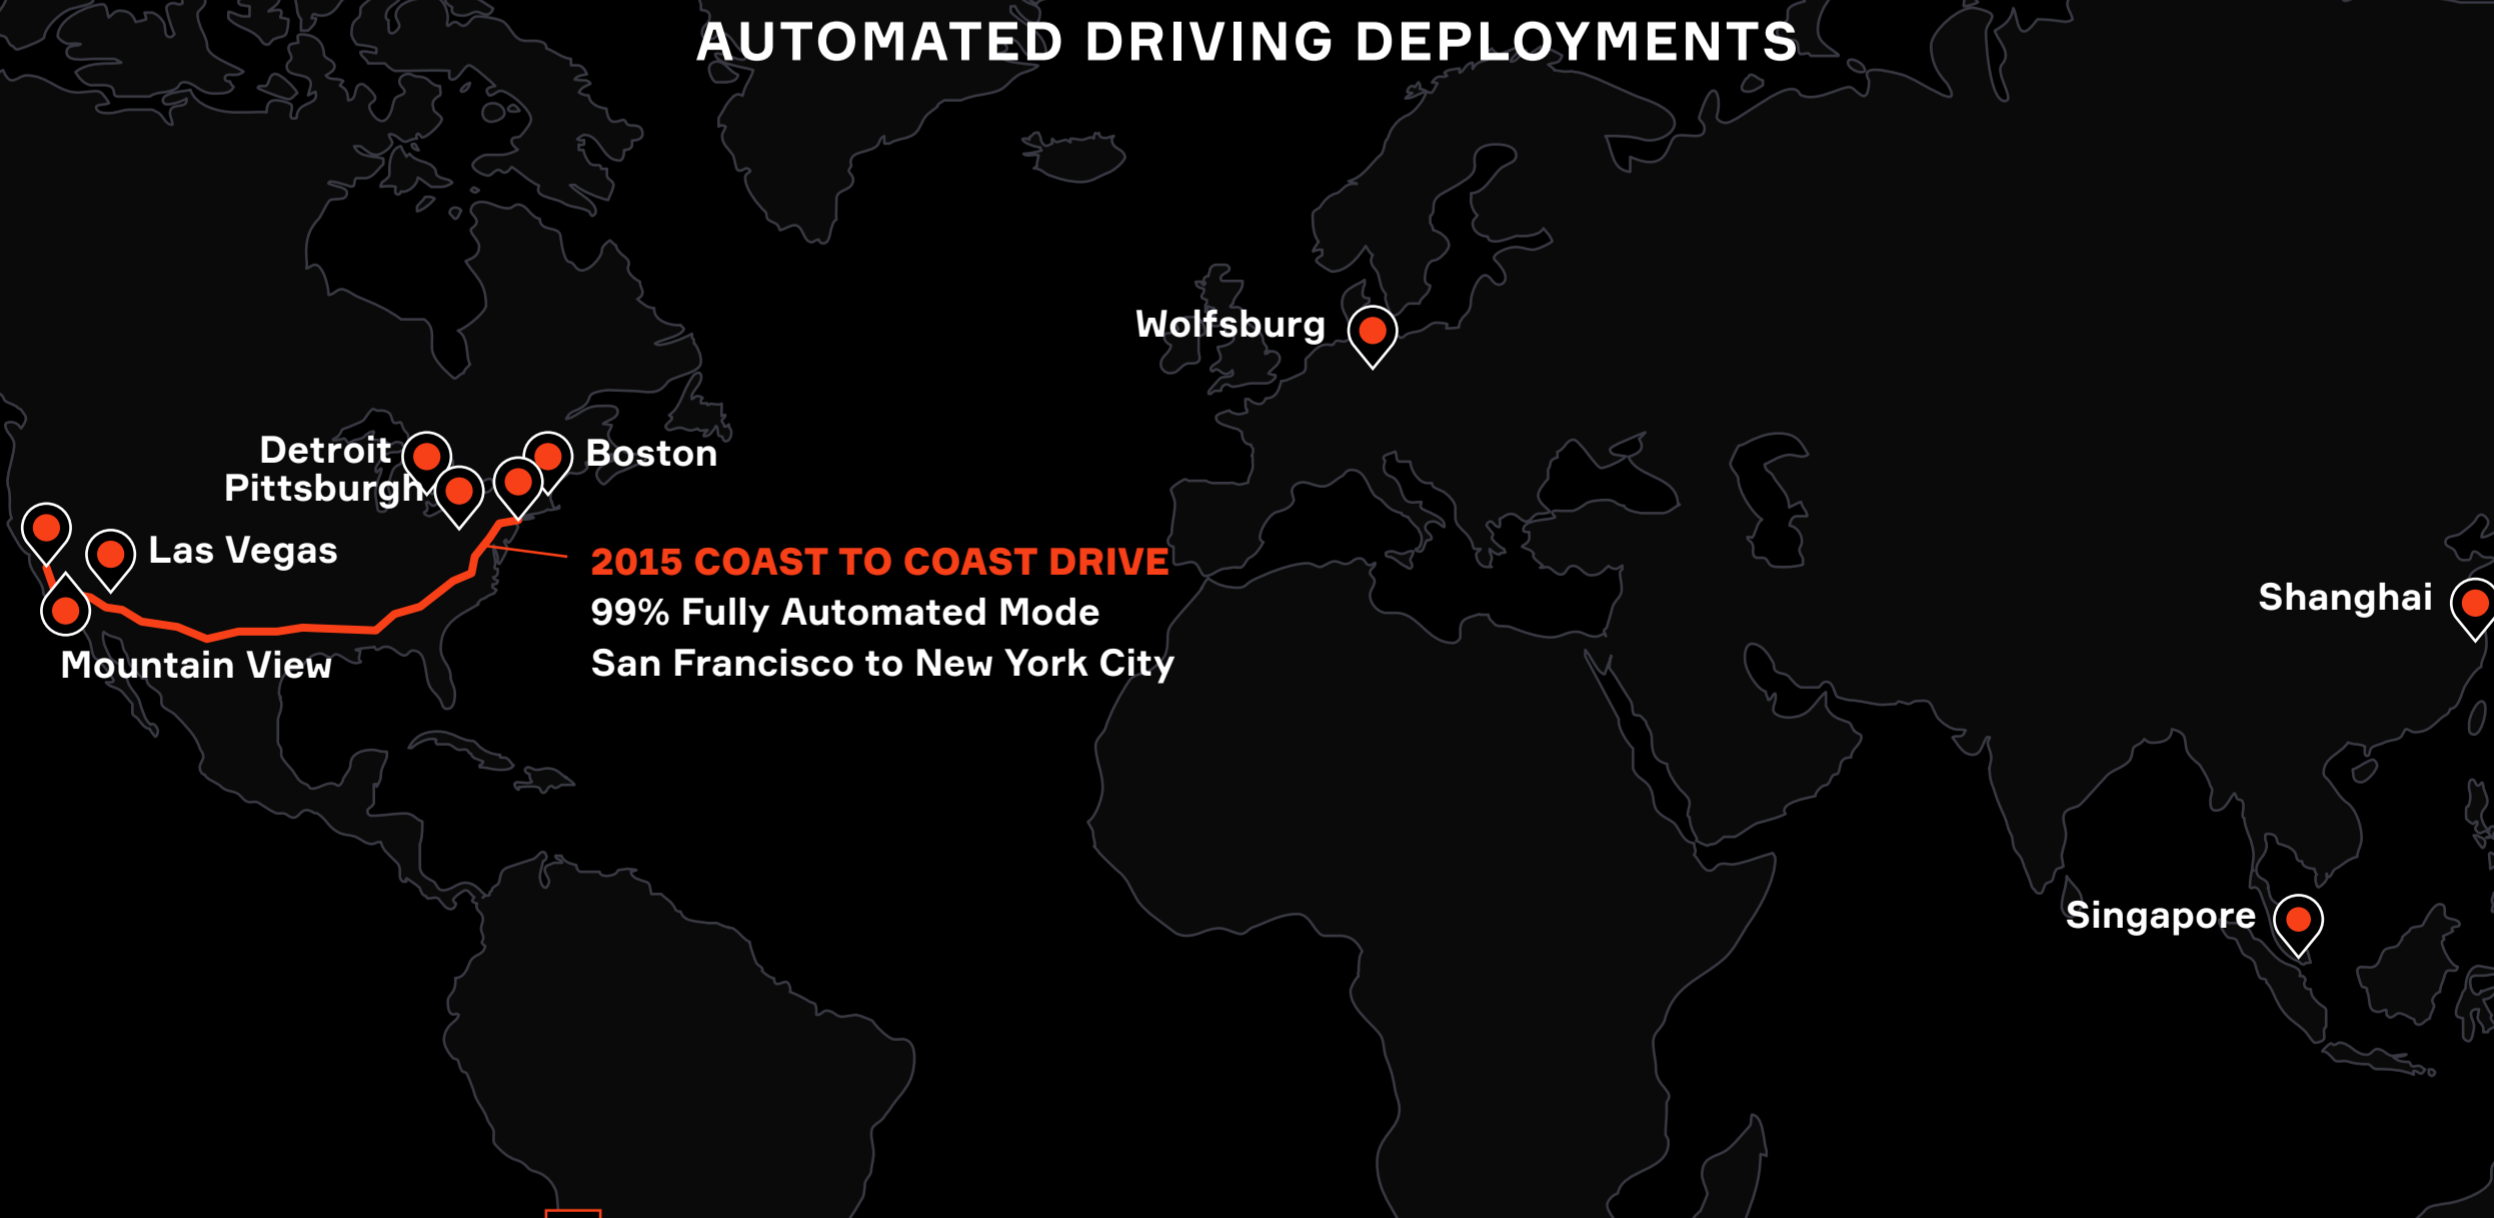 AUTOMATED DRIVING DEPLOYMENTS
Wolfsburg
Detroit
Boston
Pittsburgh
Las Vegas
2015 COAST TO COAST DRIVE
99% Fully Automated Mode
San Francisco to New York City
Mountain View
Shanghai
Singapore